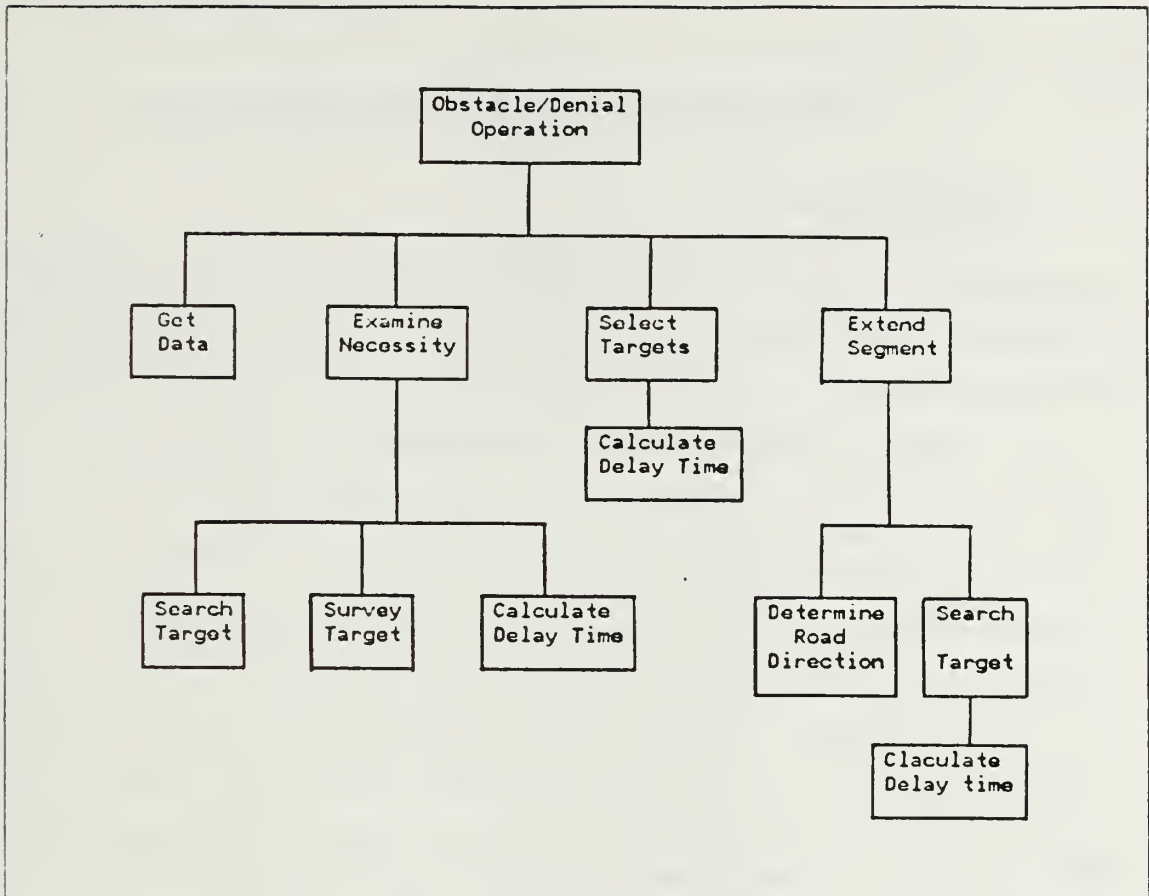 Obstacle/Denial
Operation
Get
Data
Examine
Necessity
Select
Targets
Extend
Segment
Calculate
Delay Time
Search
Target
Survey
Target
Calculate
Delay Time
Determine
Road
Direction
Search
Target
Claculate
Delay time